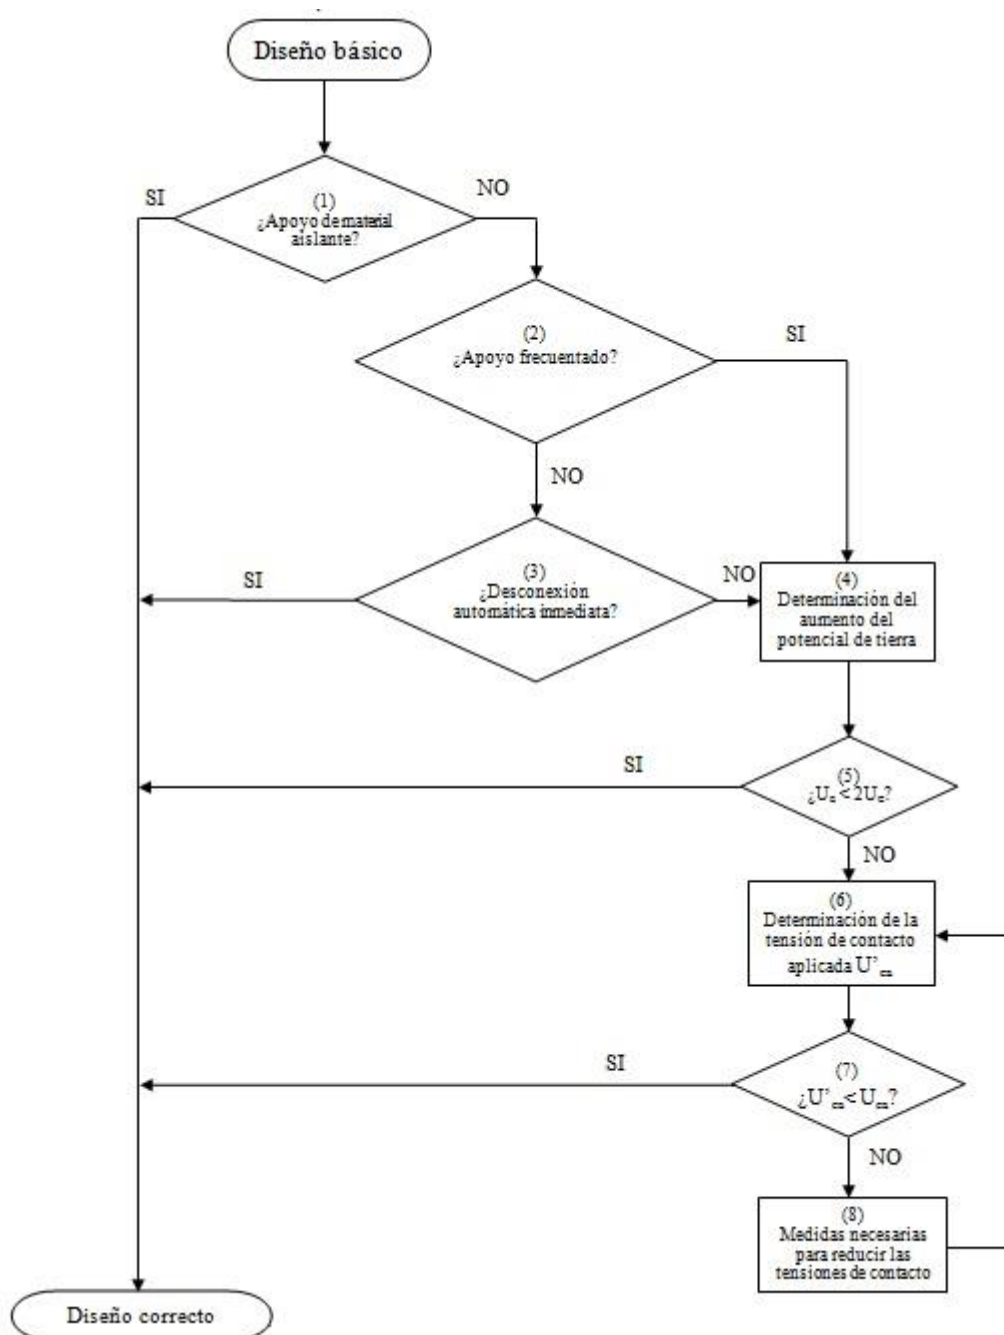 Diseño básico
SI
NO
(1)
¿Apoyo de material
aislante?
(2)
¿Apoyo frecuentado?
SI
NO
(3)
¿Desconexión
automática inmediata?
SI
NO
(4)
Determinación del
aumento del
potencial de tierra
SI
(5)
¿U < 2U ?
NO
(6)
Determinación de la
tensión de contacto
aplicada U'ca
SI
(7)
¿U'ca < Uca?
NO
(8)
Medidas necesarias
para reducir las
tensiones de contacto
Diseño correcto